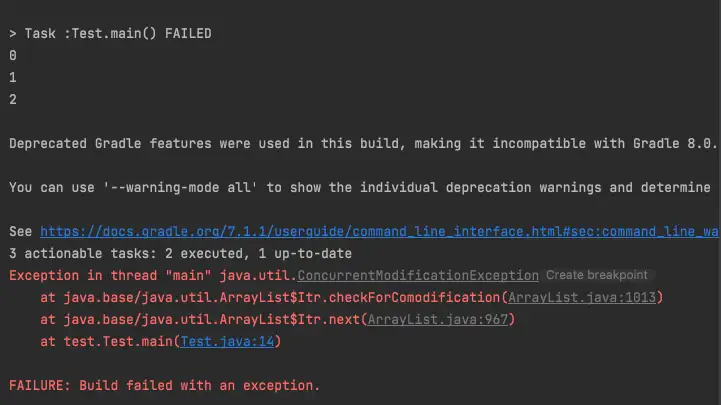 > Task :Test.main() FAILED
0
1
2
Deprecated Gradle features were used in this build, making it incompatible with Gradle 8.0.
You can use '--warning-mode all' to show the individual deprecation warnings and determine
See https://docs.gradle.org/7.1.1/userguide/command_line_interface.html#sec:command_line_wa
3 actionable tasks: 2 executed, 1 up-to-date
Exception in thread "main" java.util.ConcurrentModificationException Create breakpoint
at java.base/java.util.ArrayList$Itr.checkForComodification(ArrayList.java:1013)
at java.base/java.util.ArrayList$Itr.next(ArrayList.java:967)
at test.Test.main(Test.java:14)
FAILURE: Build failed with an exception.